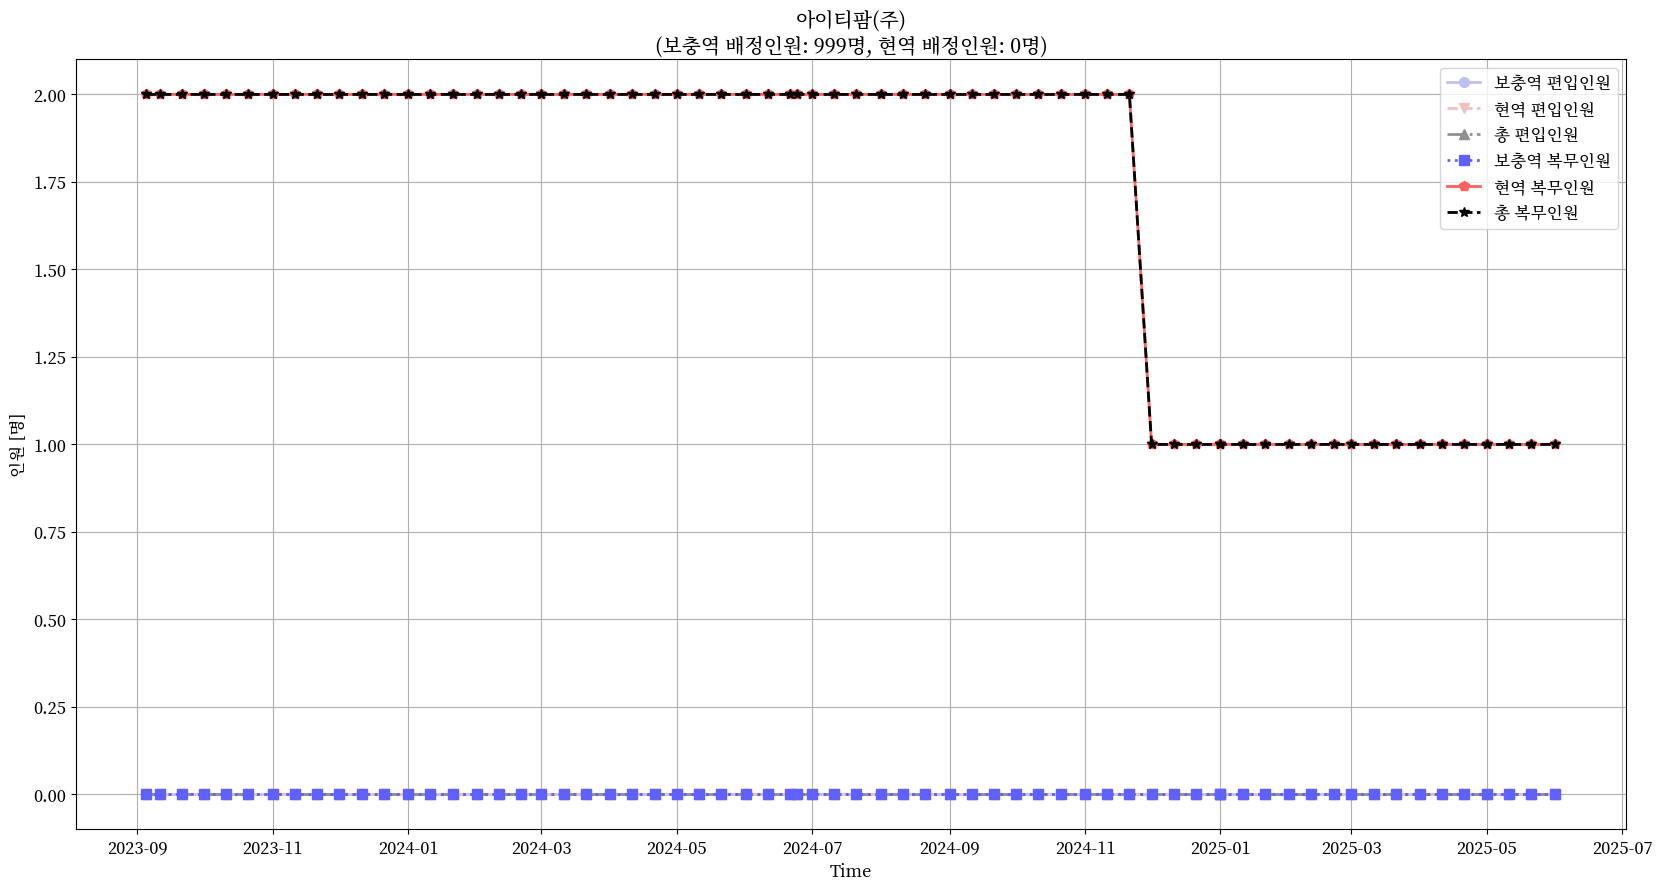 아이티팜(주)
(보충역 배정인원: 999명, 현역 배정인원: 0명)
보충역 편입인원
현역 편입인원
총 편입인원
보충역 복무인원
현역 복무인원
총 복무인원
2.00
1.75
1.50
1.25
1.00
0.75
0.50
0.25
0.00
인원 [명]
2023-09
2023-11
2024-01
2024-03
2024-05
2024-07
2024-09
2024-11
2025-01
2025-03
2025-05
2025-07
Time